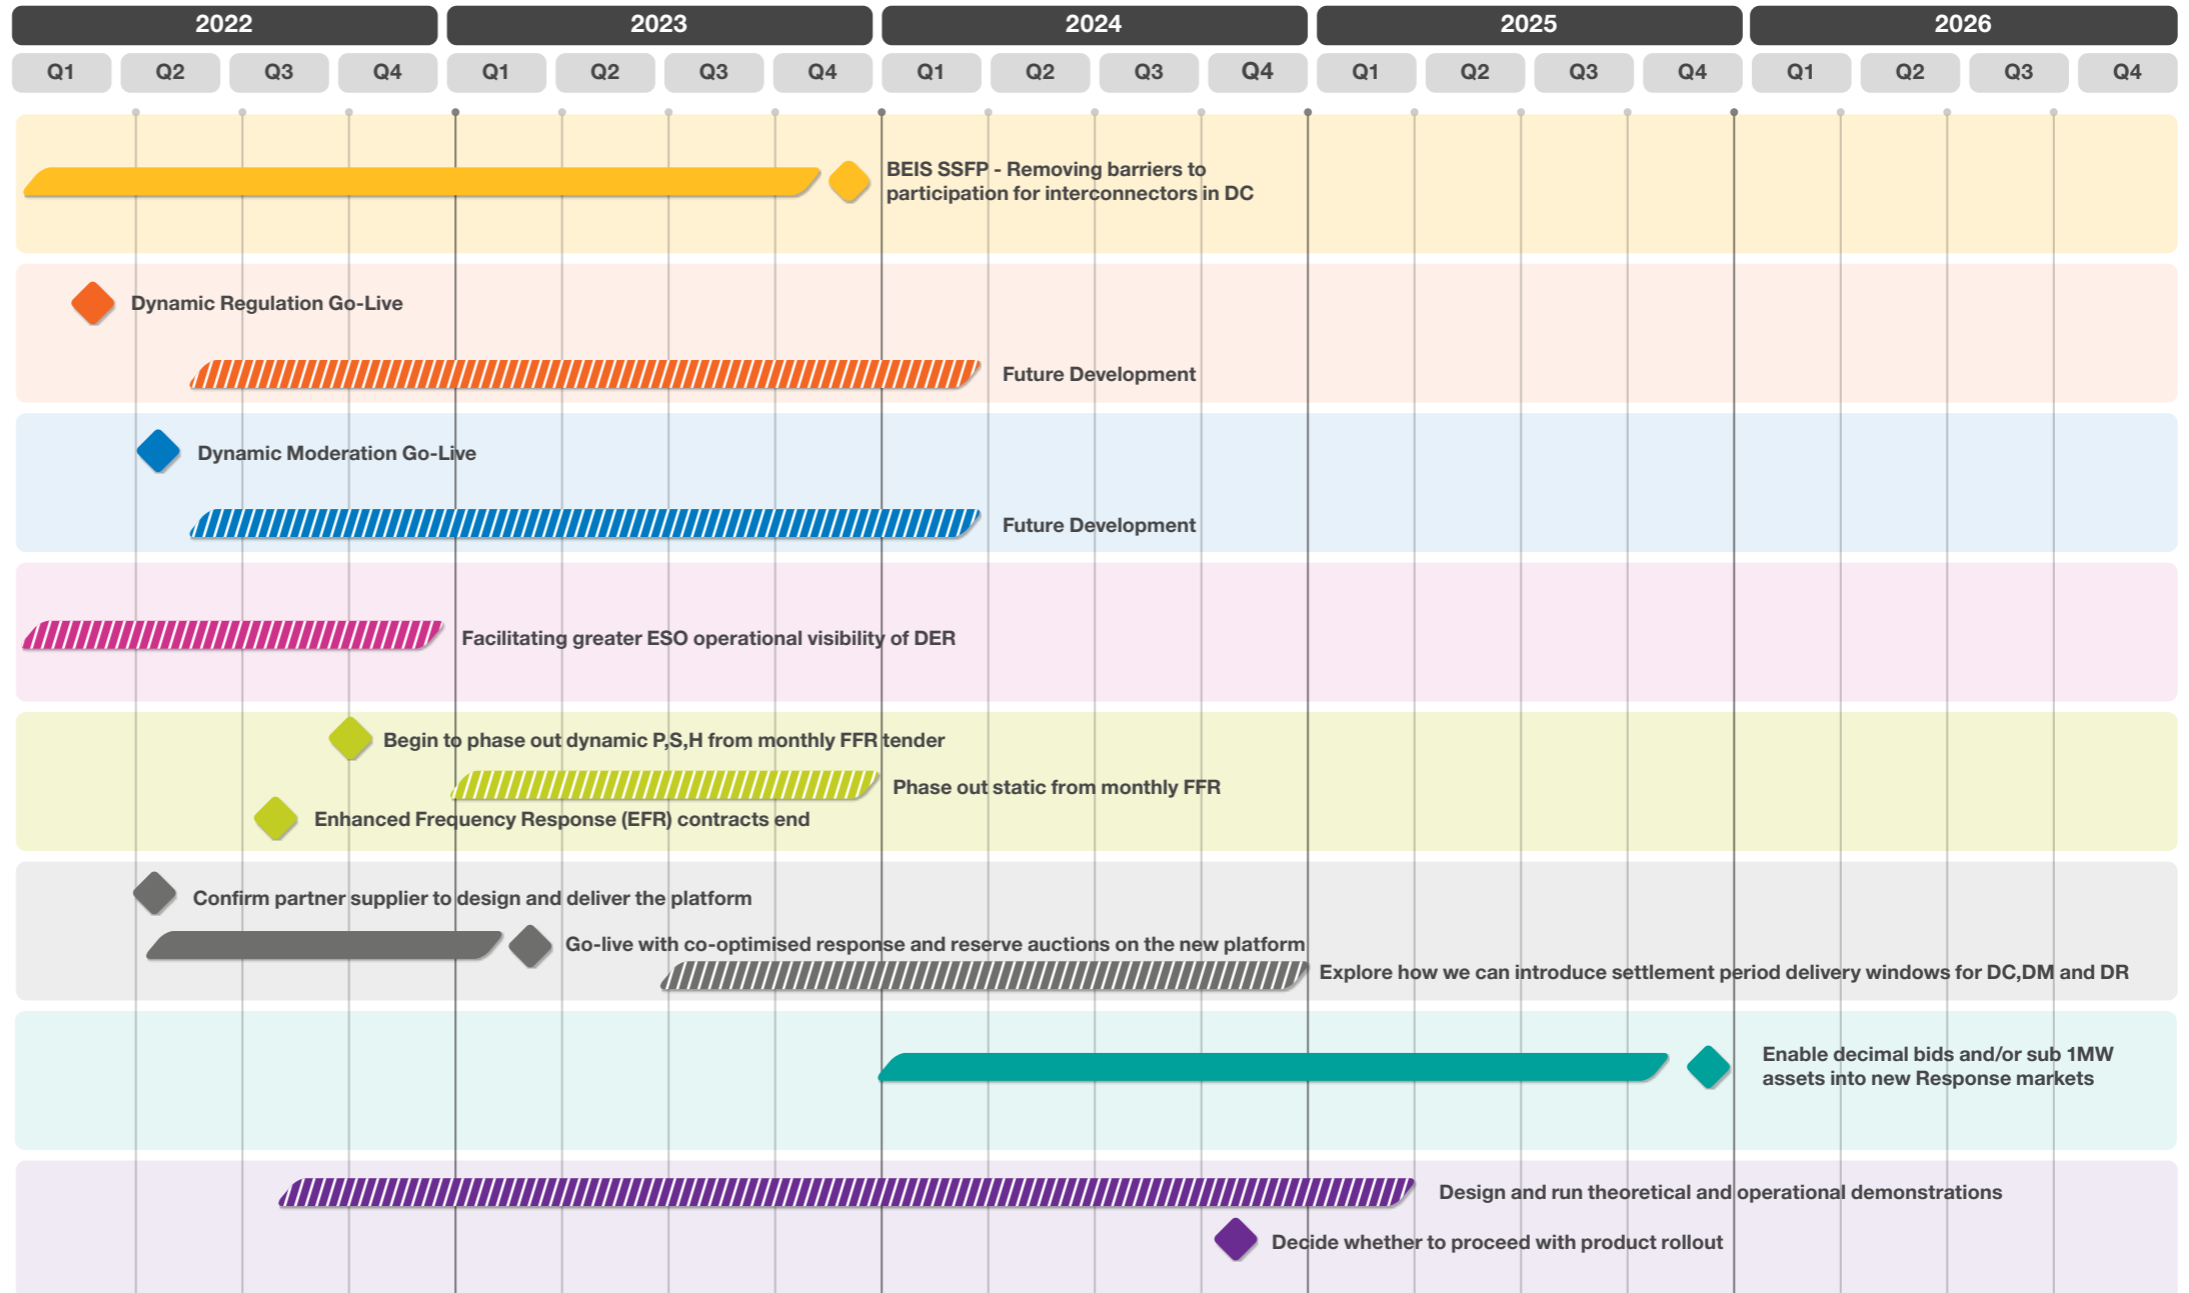 2022 2023 2024 2025 2026
Q1 Q2 Q3 Q4 Q1 Q2 Q3 Q4 Q1 Q2 Q3 Q4 Q1 Q2 Q3 Q4 Q1 Q2 Q3 Q4
BEIS SSFP - Removing barriers to
participation for interconnectors in DC
Dynamic Regulation Go-Live
Future Development
Dynamic Moderation Go-Live
Future Development
Facilitating greater ESO operational visibility of DER
Begin to phase out dynamic P,S,H from monthly FFR tender
Phase out static from monthly FFR
Enhanced Frequency Response (EFR) contracts end
Confirm partner supplier to design and deliver the platform
Go-live with co-optimised response and reserve auctions on the new platform
Explore how we can introduce settlement period delivery windows for DC,DM and DR
Enable decimal bids and/or sub 1MW
assets into new Response markets
Design and run theoretical and operational demonstrations
Decide whether to proceed with product rollout